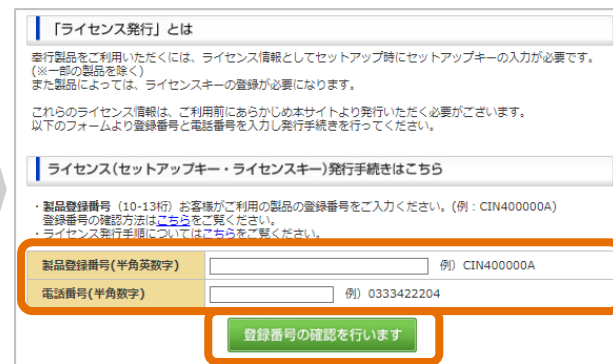 「ライセンス発行」とは
奉行製品をご利用いただくには、ライセンス情報としてセットアップ時にセットアップキーの入力が必要です。
(※一部の製品を除く)
また製品によっては、ライセンスキーの登録が必要になります。
これらのライセンス情報は、ご利用前にあらかじめ本サイトより発行いただく必要がございます。
以下のフォームより登録番号と電話番号を入力し発行手続きを行ってください。
ライセンス(セットアップキー・ライセンスキー)発行手続きはこちら
・製品登録番号（10-13桁）お客様がご利用の製品の登録番号をご入力ください。(例：CIN400000A)
登録番号の確認方法はこちらをご覧ください。
・ライセンス発行手順についてはこちらをご覧ください。
製品登録番号(半角英数字) 例）CIN400000A
電話番号(半角数字) 例）0333422204
登録番号の確認を行います